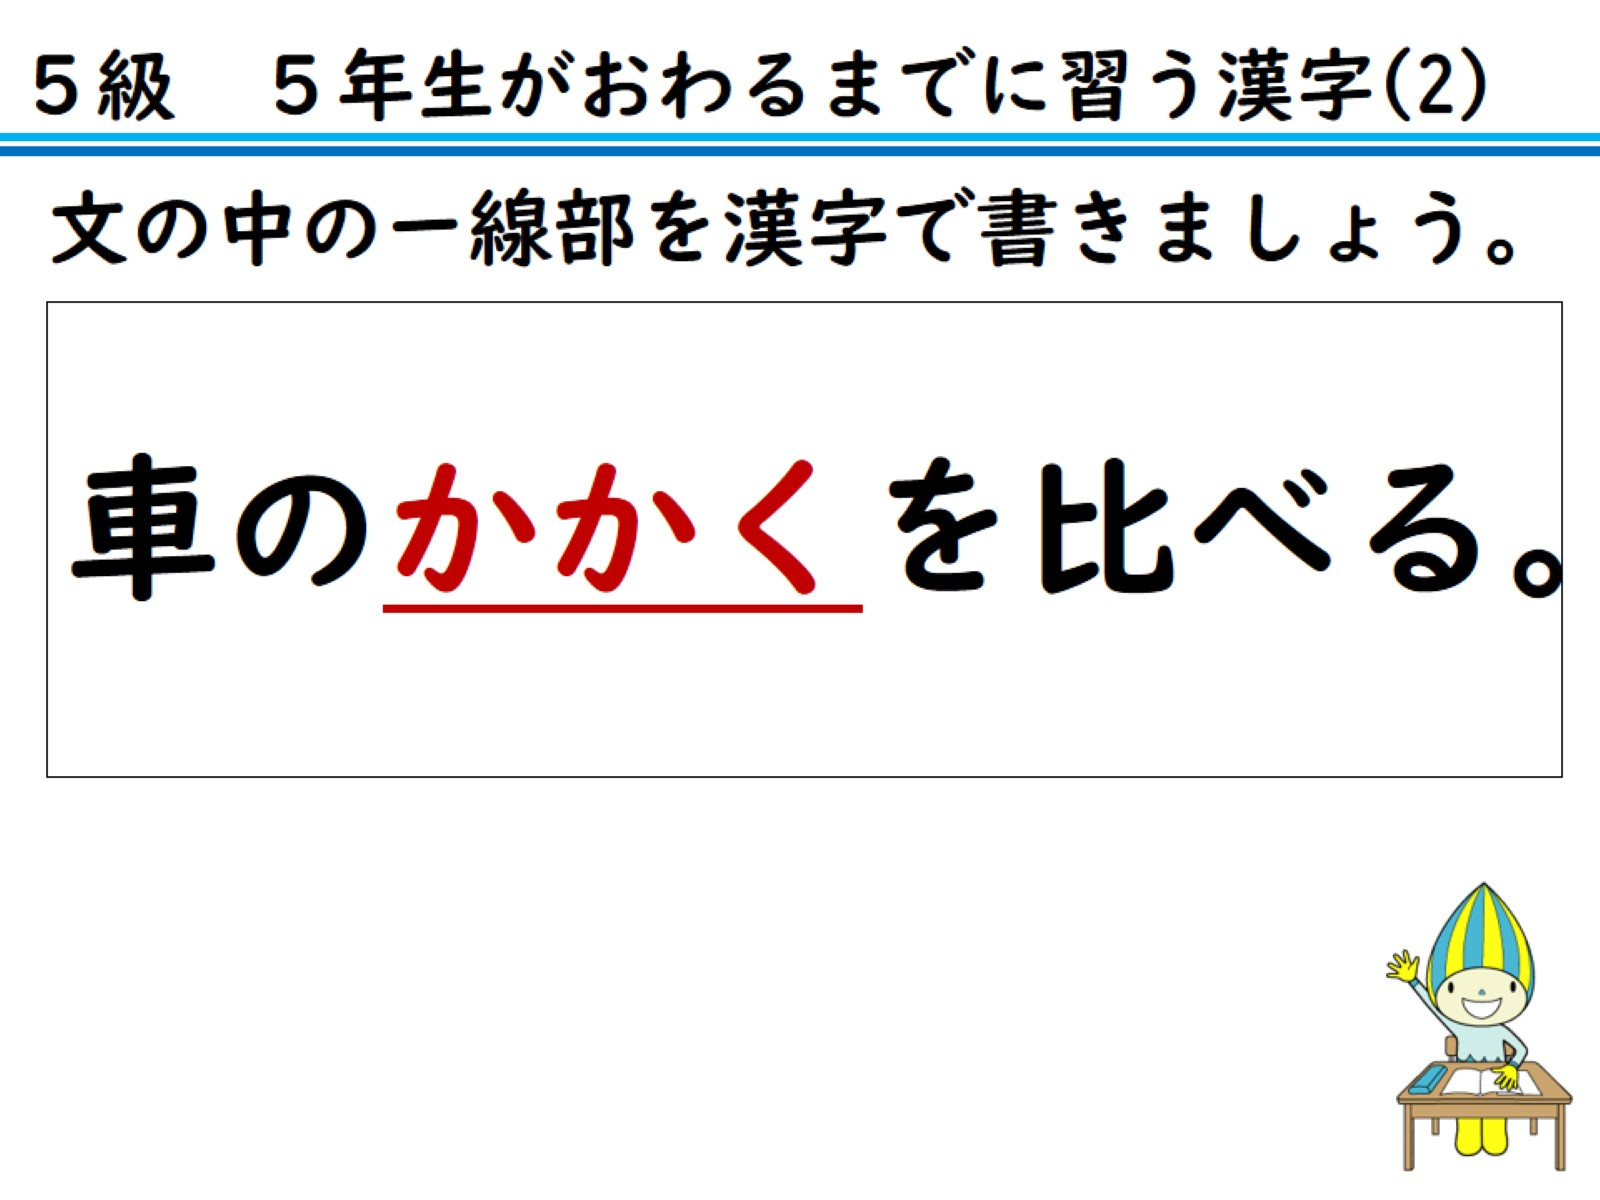 ５級　５年生がおわるまでに習う漢字(2)
文の中の一線部を漢字で書きましょう。
車のかかくを比べる。